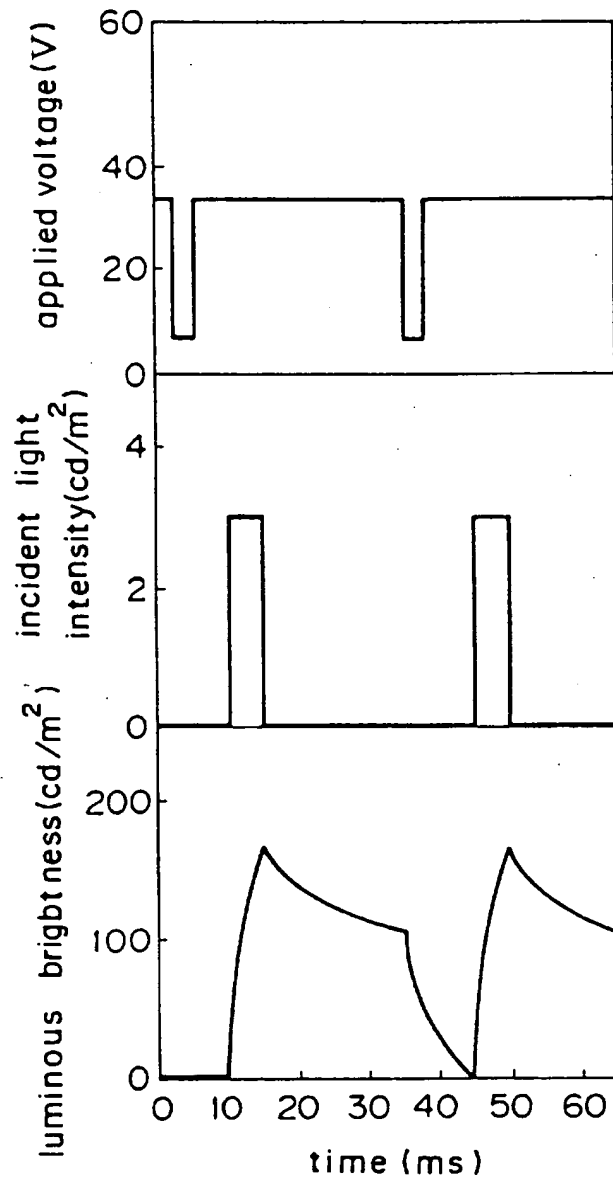 applied voltage(V)
60
40
20
0
incident light
intensity(cd/m²)
4
2
0
luminous brigbtness(cd/m²)
200
100
0
0 10 20 30 40 50 60
time (ms)